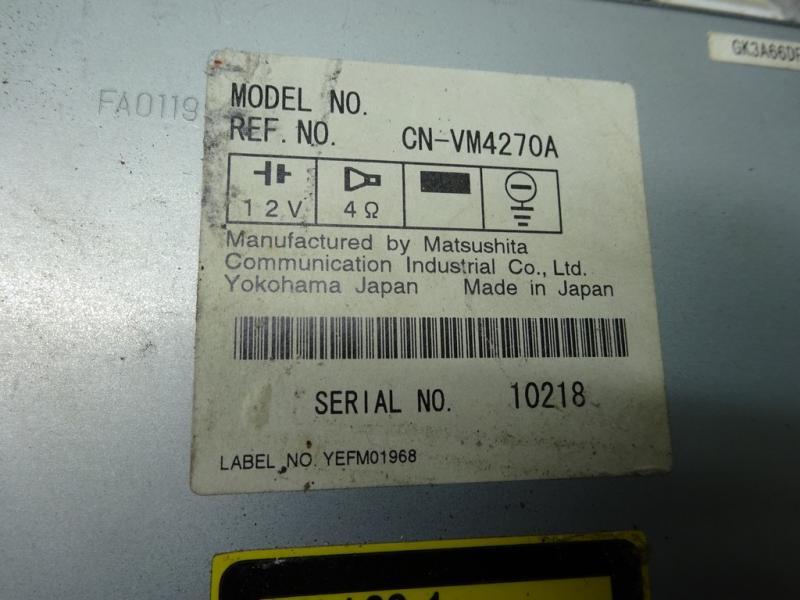 GK3A66DF
FA0119
MODEL NO.
REF. NO. CN-VM4270A
12V 4Ω
Manufactured by Matsushita
Communication Industrial Co., Ltd.
Yokohama Japan Made in Japan
SERIAL NO. 10218
LABEL NO. YEFM01968